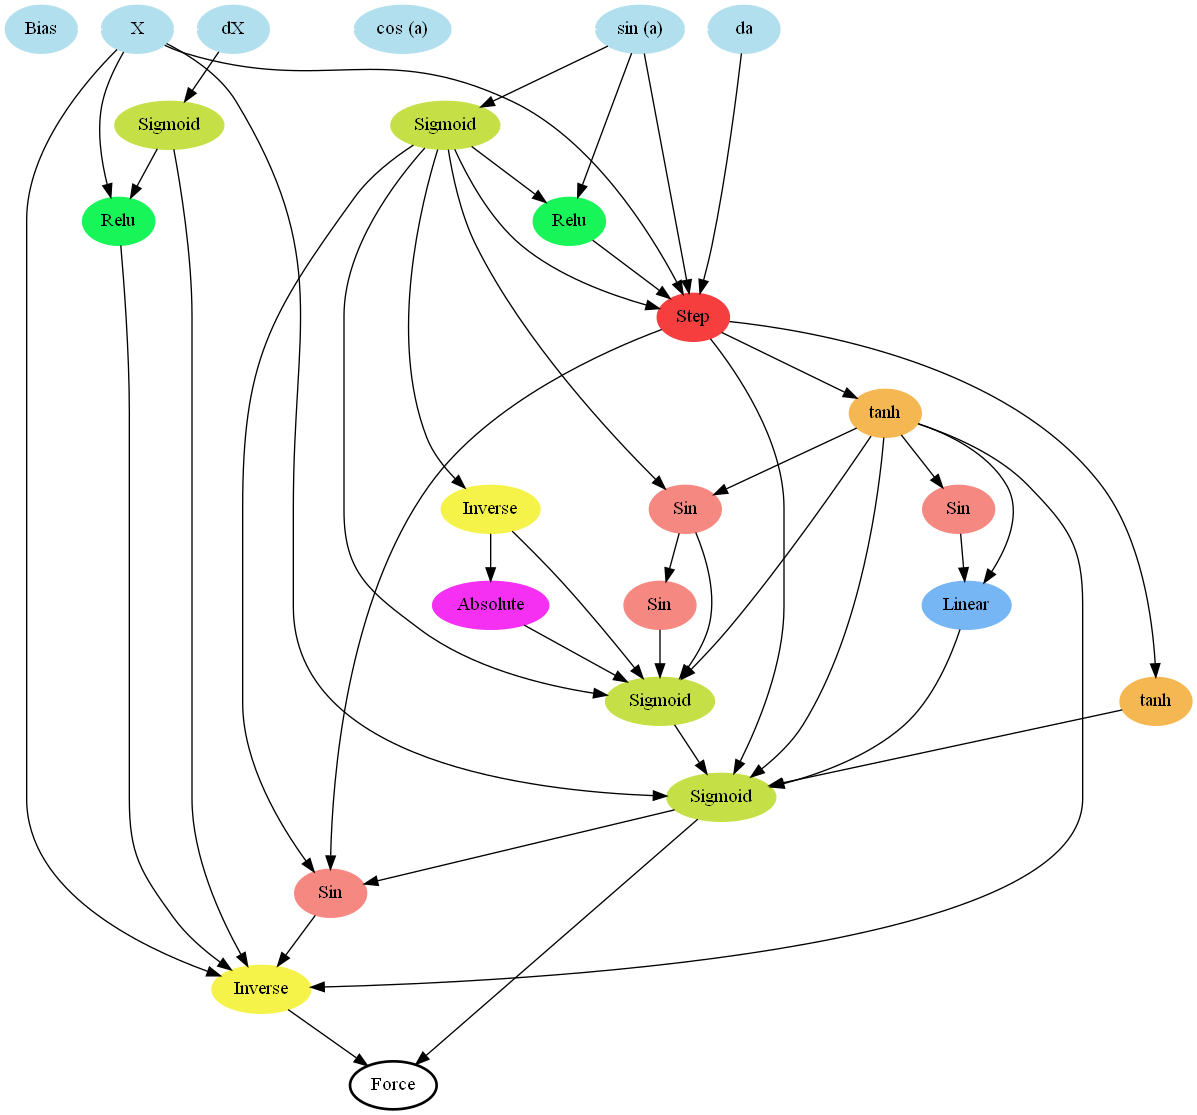 Bias
X
dX
cos (a)
sin (a)
da
Sigmoid
Sigmoid
Relu
Relu
Step
tanh
Inverse
Sin
Sin
Absolute
Sin
Linear
Sigmoid
tanh
Sigmoid
Sin
Inverse
Force